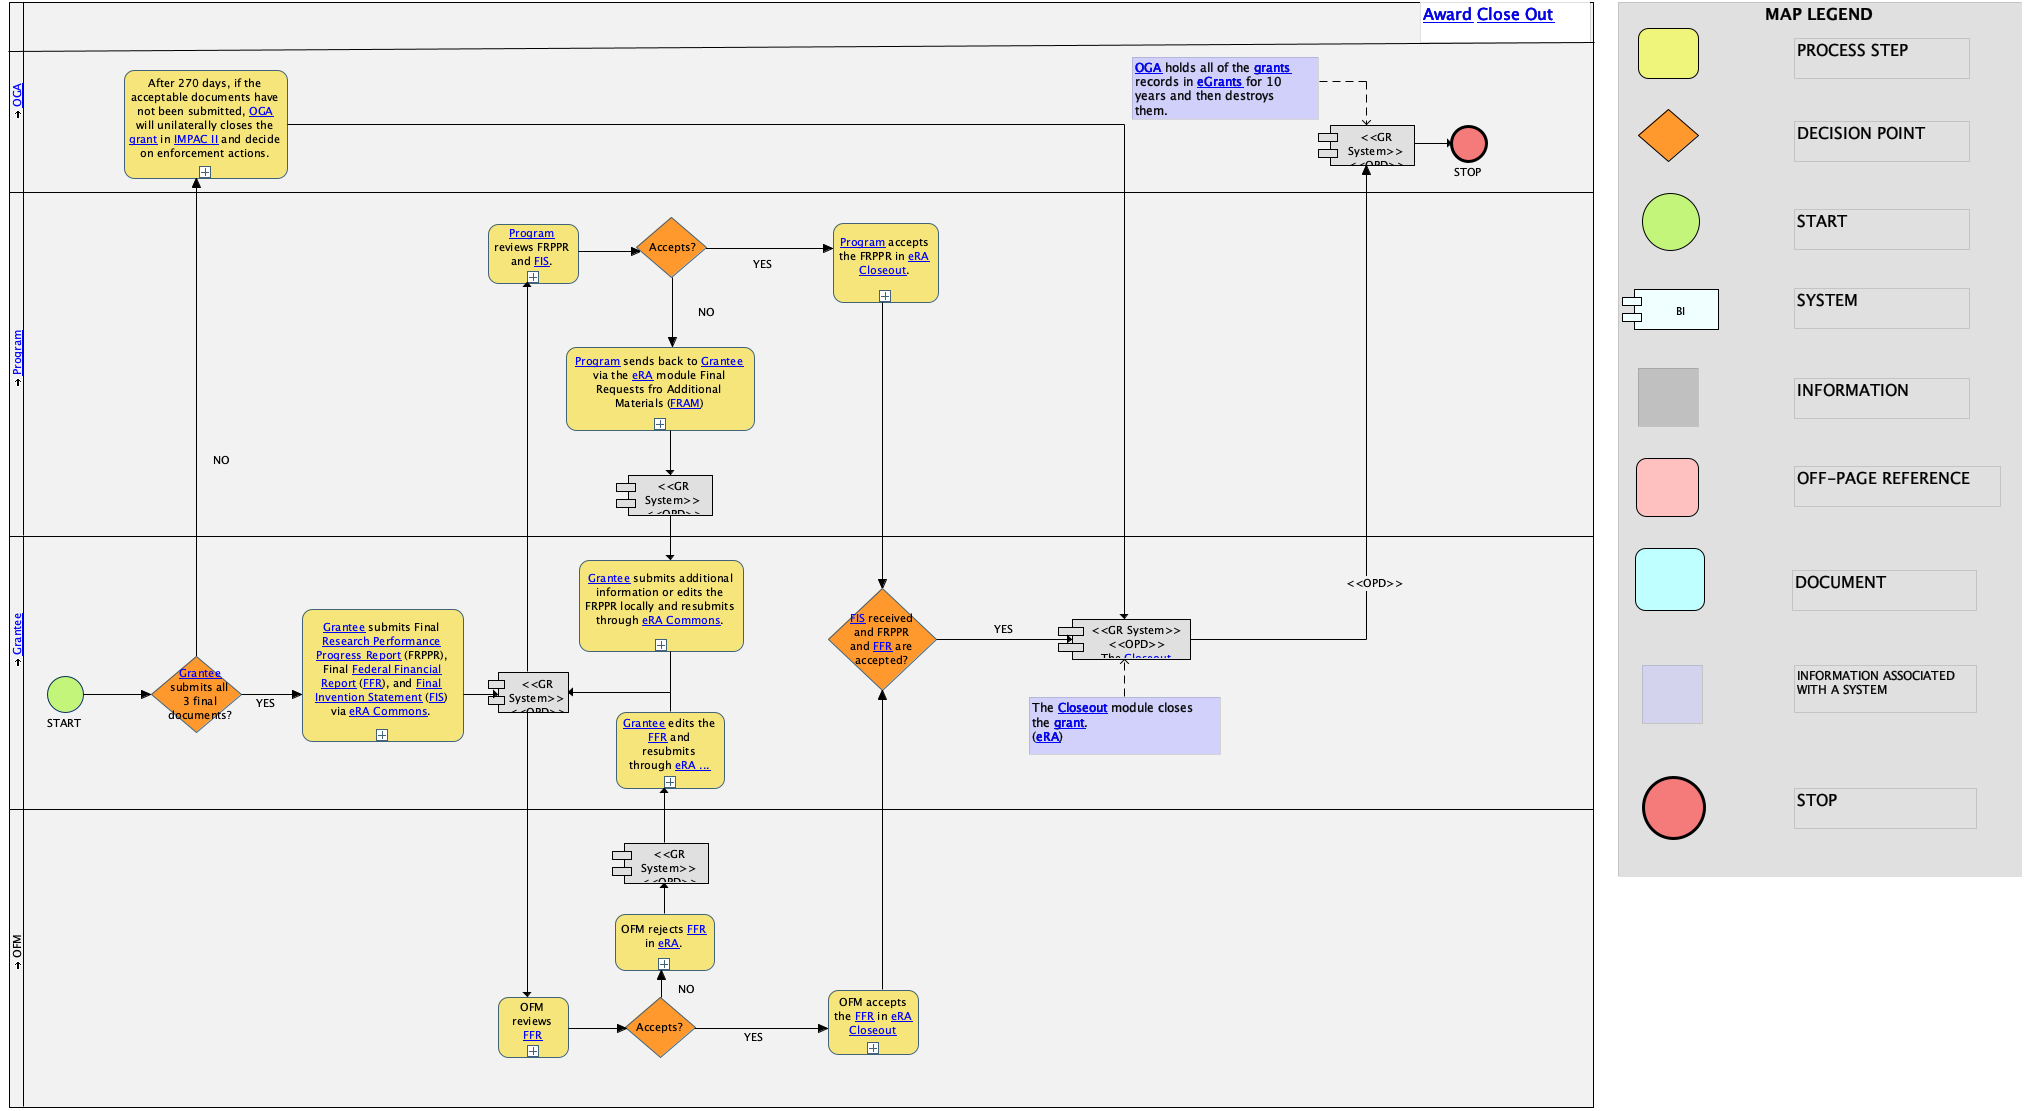 Award Close Out
OGA
After 270 days, if the
acceptable documents have
not been submitted, OGA
will unilaterally closes the
grant in IMPAC II and decide
on enforcement actions.
OGA holds all of the grants
records in eGrants for 10
years and then destroys
them.
<<GR
System>>
<<OPD>>
STOP
Program
Program
reviews FRPPR
and FIS.
Accepts?
YES
Program accepts
the FRPPR in eRA
Closeout.
NO
Program sends back to Grantee
via the eRA module Final
Requests fro Additional
Materials (FRAM)
NO
<<GR
System>>
<<OPD>>
Grantee
START
Grantee
submits all
3 final
documents?
YES
Grantee submits Final
Research Performance
Progress Report (FRPPR),
Final Federal Financial
Report (FFR), and Final
Invention Statement (FIS)
via eRA Commons.
<<GR
System>>
<<OPD>>
Grantee submits additional
information or edits the
FRPPR locally and resubmits
through eRA Commons.
Grantee edits the
FFR and
resubmits
through eRA ...
FIS received
and FRPPR
and FFR are
accepted?
YES
<<GR System>>
<<OPD>>
The Closeout
<<OPD>>
The Closeout module closes
the grant.
(eRA)
OFM
<<GR
System>>
<<OPD>>
OFM rejects FFR
in eRA.
NO
OFM
reviews
FFR
Accepts?
YES
OFM accepts
the FFR in eRA
Closeout
MAP LEGEND
PROCESS STEP
DECISION POINT
START
BI
SYSTEM
INFORMATION
OFF-PAGE REFERENCE
DOCUMENT
INFORMATION ASSOCIATED
WITH A SYSTEM
STOP